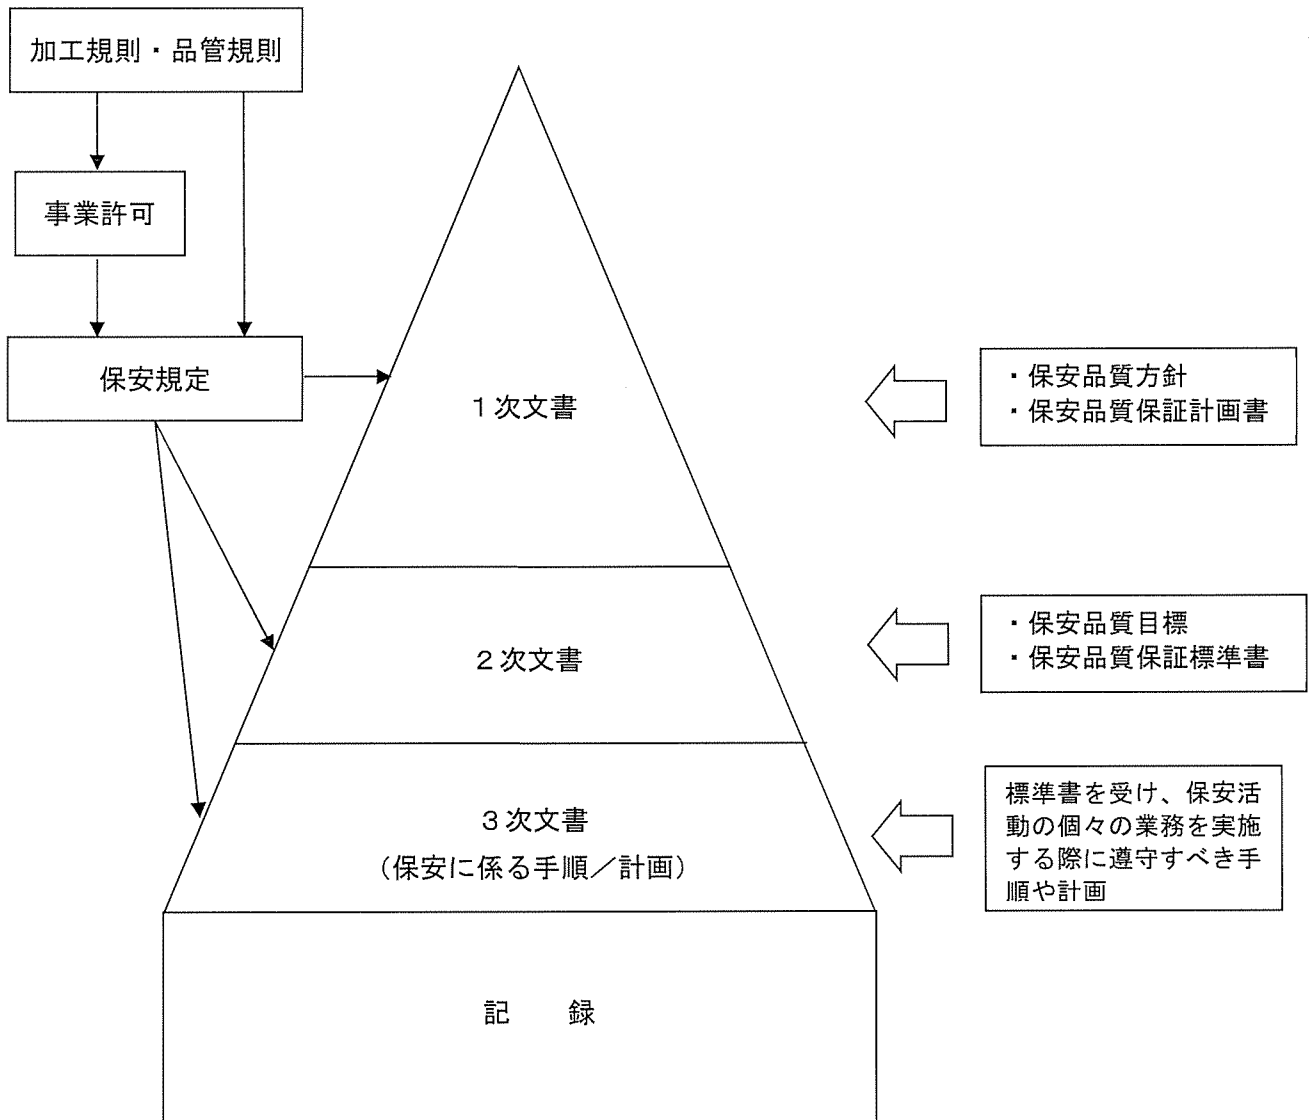 加工規則・品管規則
事業許可
保安規定
1次文書
・保安品質方針
・保安品質保証計画書
2次文書
・保安品質目標
・保安品質保証標準書
3次文書
(保安に係る手順/計画)
標準書を受け、保安活
動の個々の業務を実施
する際に遵守すべき手
順や計画
記　録